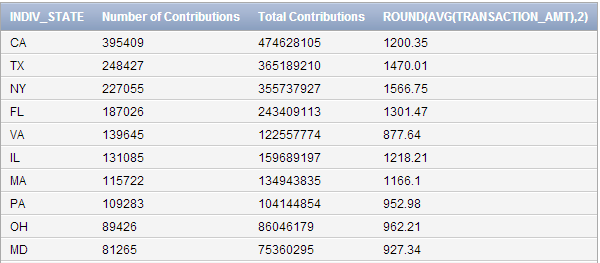 INDIV_STATE Number of Contributions Total Contributions ROUND(AVG(TRANSACTION_AMT),2)
CA 395409 474628105 1200.35
TX 248427 365189210 1470.01
NY 227055 355737927 1566.75
FL 187026 243409113 1301.47
VA 139645 122557774 877.64
IL 131085 159689197 1218.21
MA 115722 134943835 1166.1
PA 109283 104144854 952.98
OH 89426 86046179 962.21
MD 81265 75360295 927.34